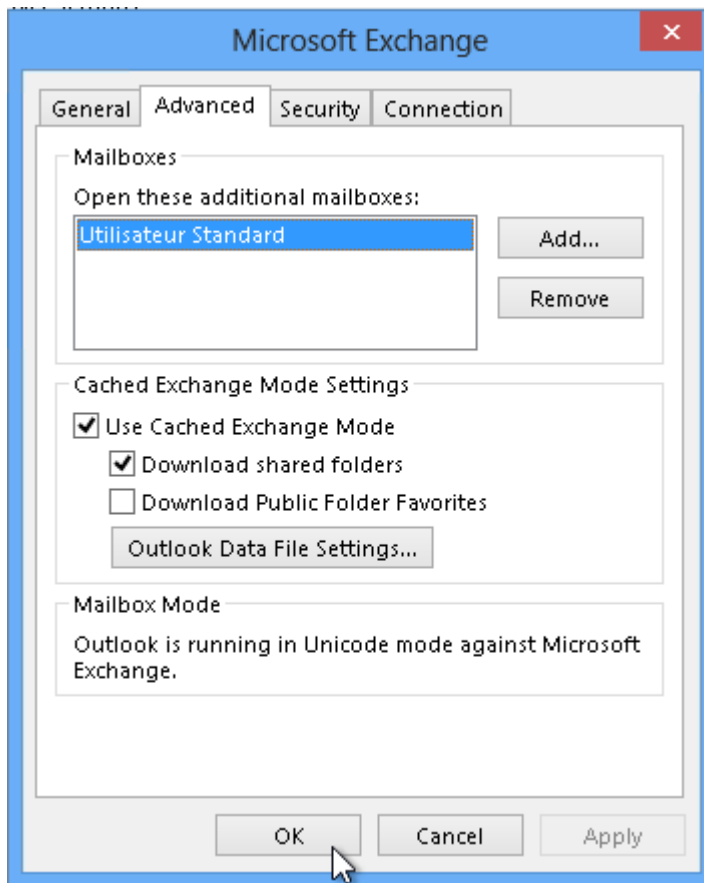 Microsoft Exchange
General Advanced Security Connection
Mailboxes
Open these additional mailboxes:
Utilisateur Standard
Add...
Remove
Cached Exchange Mode Settings
Use Cached Exchange Mode
Download shared folders
Download Public Folder Favorites
Outlook Data File Settings...
Mailbox Mode
Outlook is running in Unicode mode against Microsoft
Exchange.
OK Cancel Apply